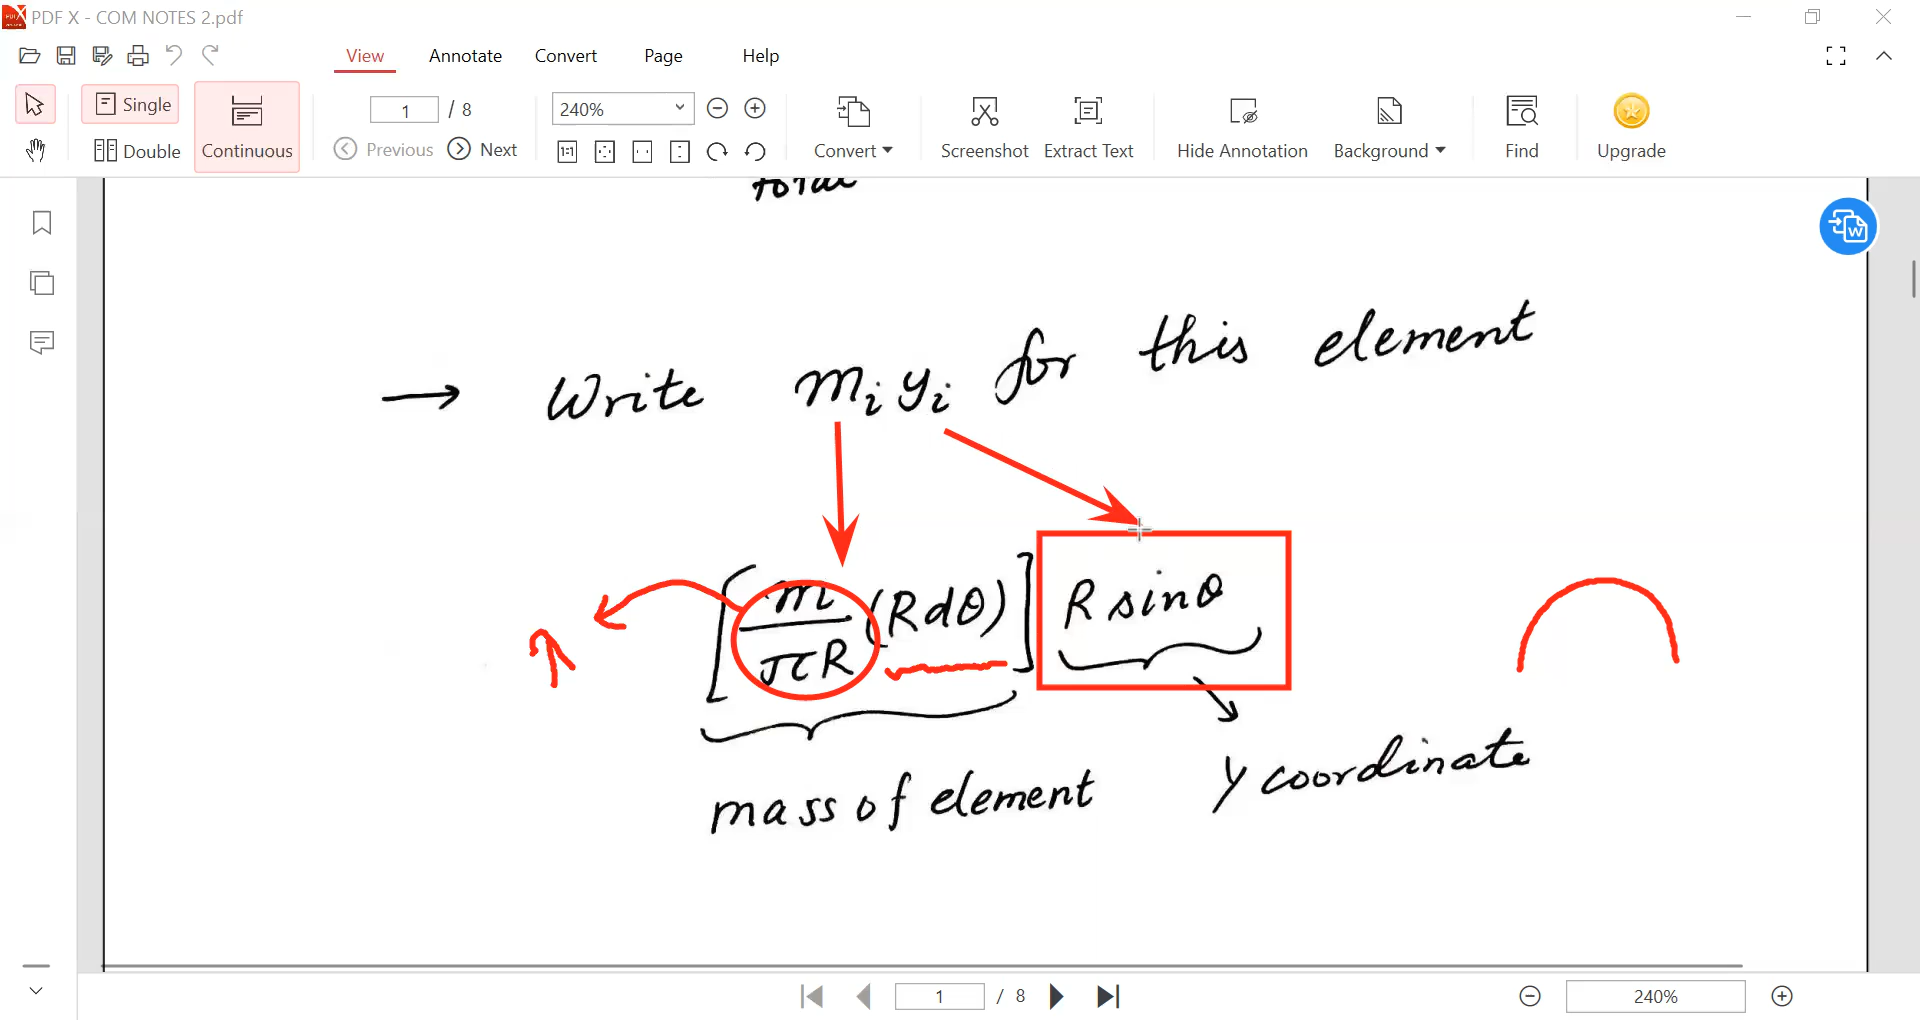 PDF X - COM NOTES 2.pdf
View Annotate Convert Page Help
Single 1 / 8 240%
Double Continuous Previous Next Convert Screenshot Extract Text Hide Annotation Background Find Upgrade
total
→ Write mᵢyᵢ for this element
[m/πR (Rdθ)] R sinθ
mass of element
y coordinate
1 / 8 240%